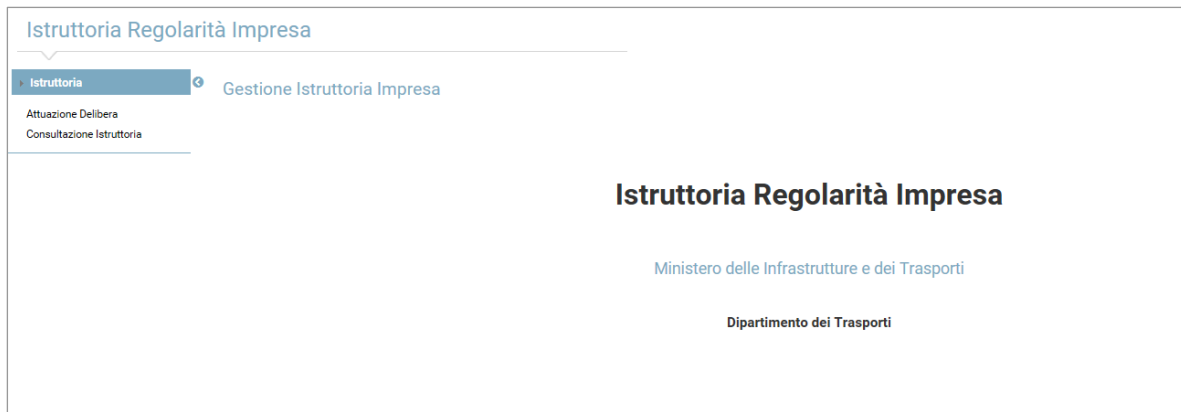 Istruttoria Regolarità Impresa
Istruttoria
Gestione Istruttoria Impresa
Attuazione Delibera
Consultazione Istruttoria
Istruttoria Regolarità Impresa
Ministero delle Infrastrutture e dei Trasporti
Dipartimento dei Trasporti